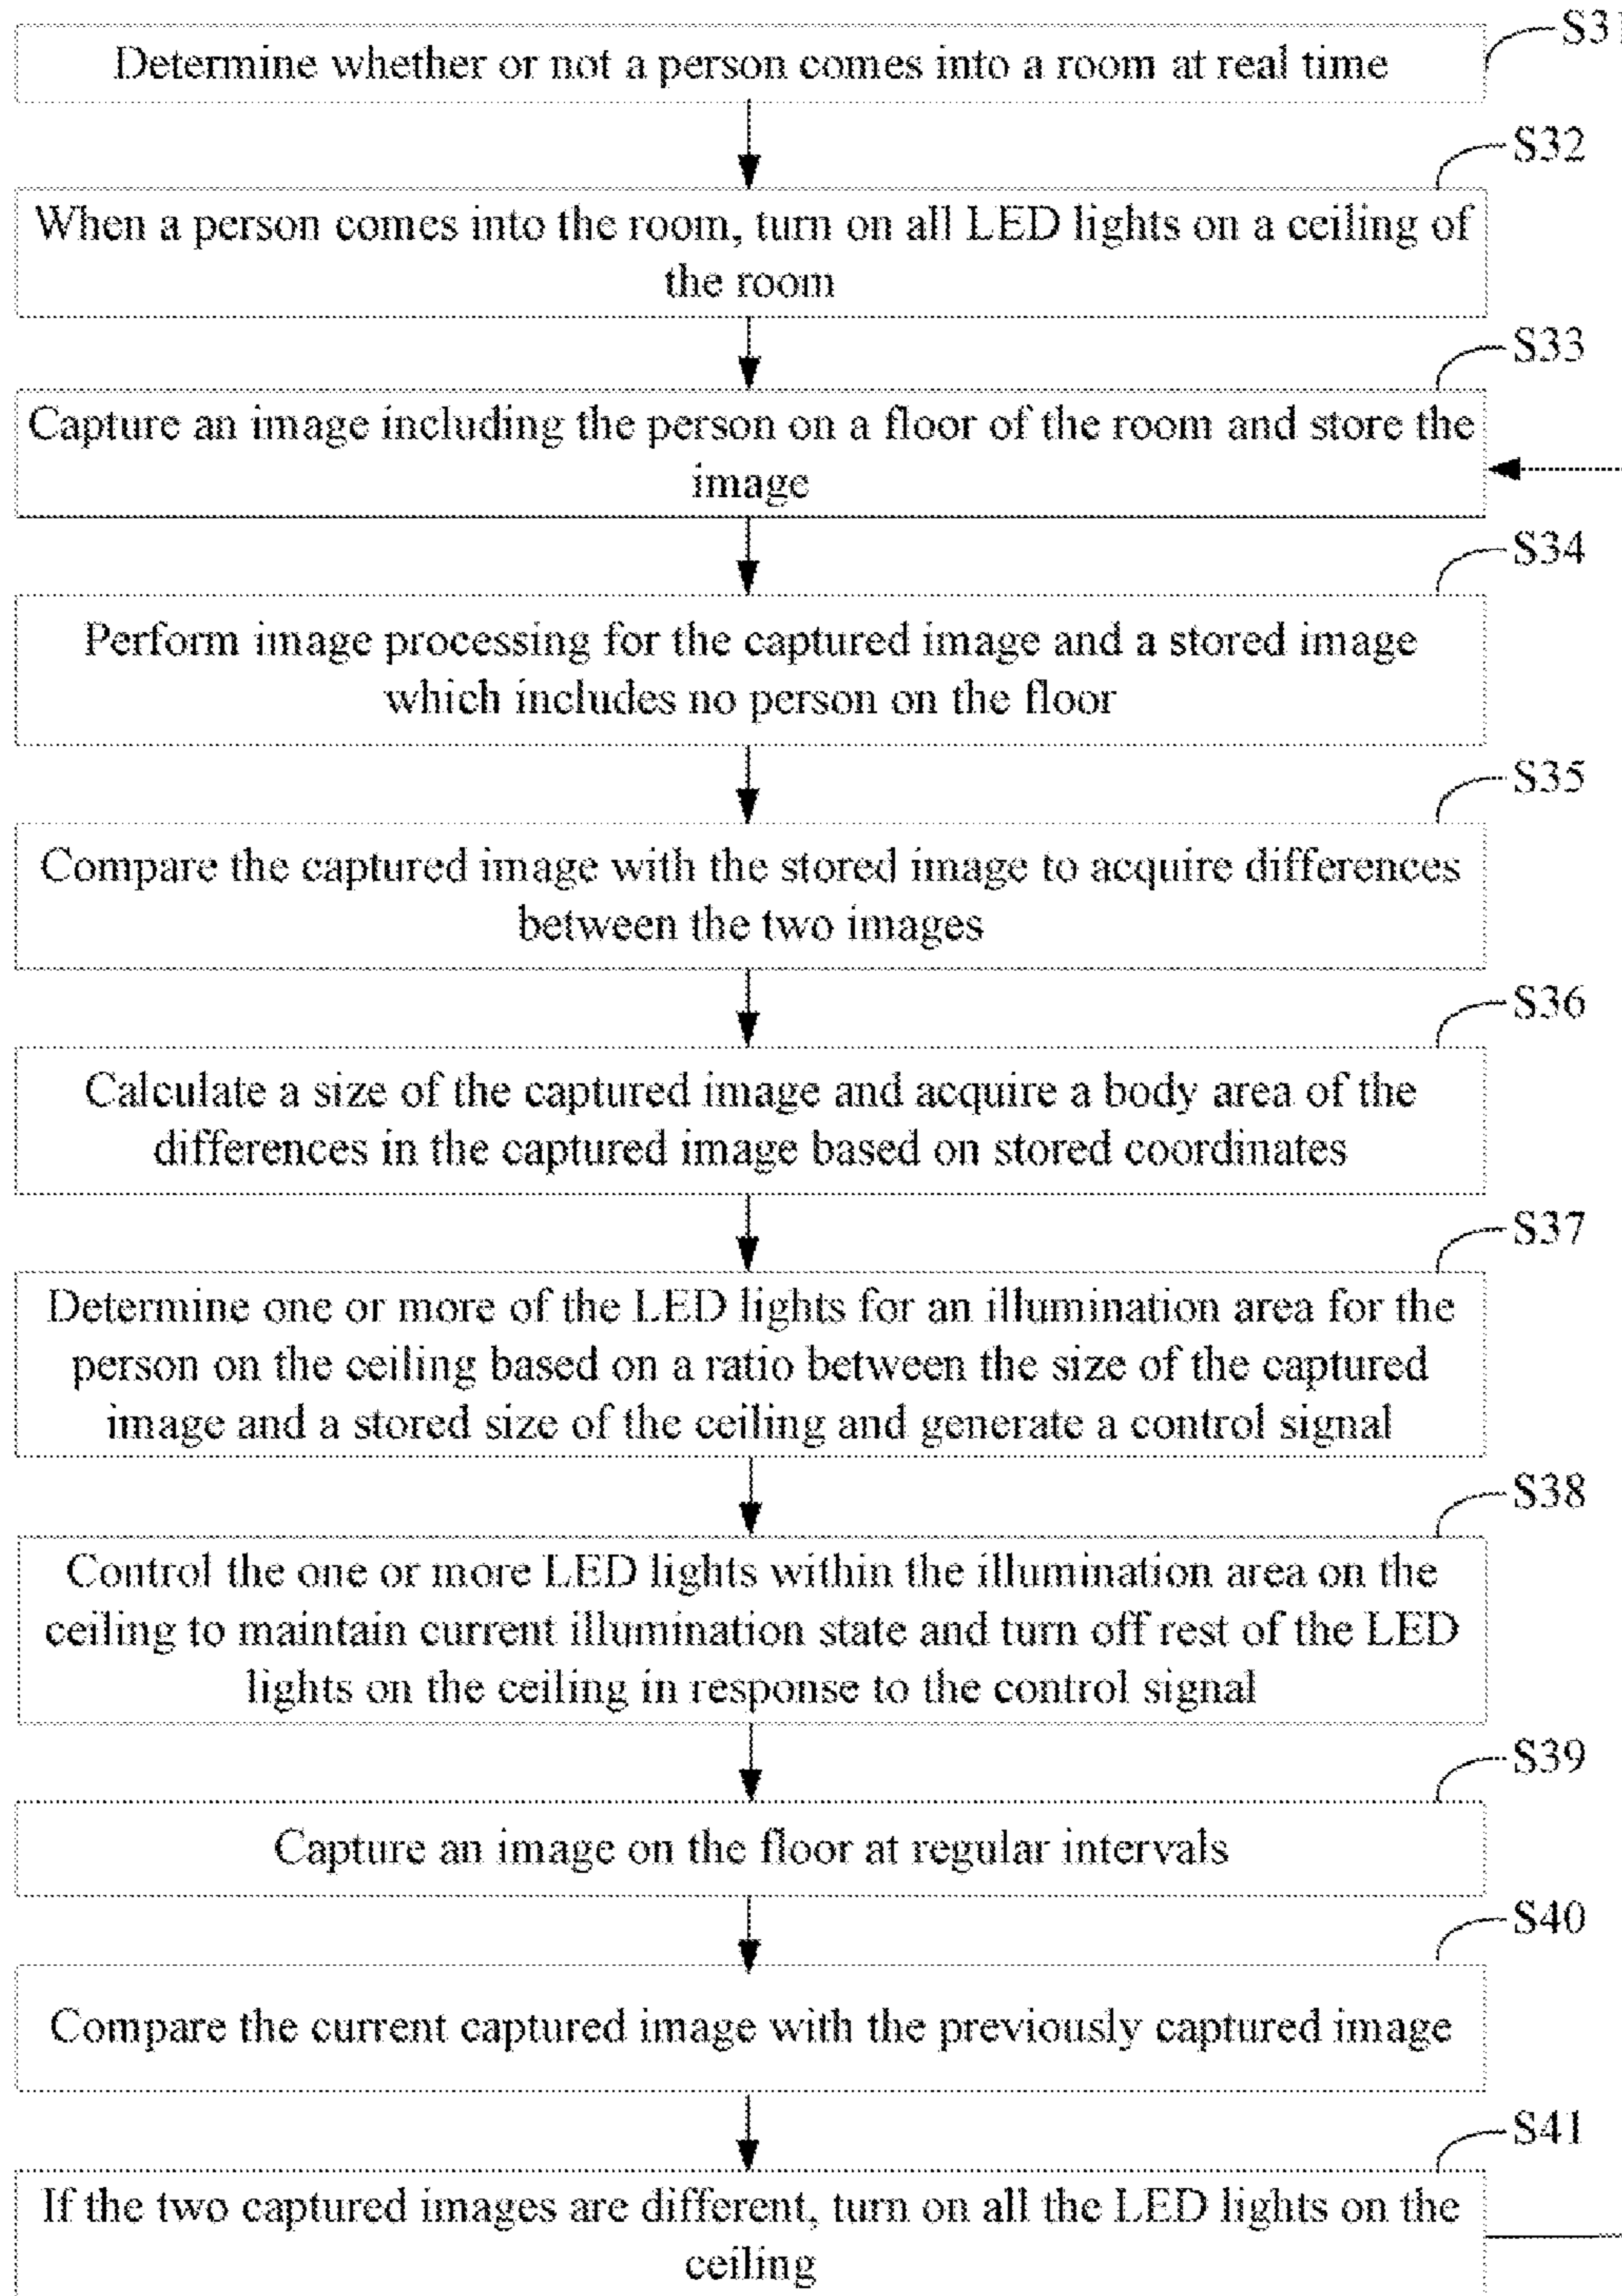 S31
Determine whether or not a person comes into a room at real time
S32
When a person comes into the room, turn on all LED lights on a ceiling of
the room
S33
Capture an image including the person on a floor of the room and store the
image
S34
Perform image processing for the captured image and a stored image
which includes no person on the floor
S35
Compare the captured image with the stored image to acquire differences
between the two images
S36
Calculate a size of the captured image and acquire a body area of the
differences in the captured image based on stored coordinates
S37
Determine one or more of the LED lights for an illumination area for the
person on the ceiling based on a ratio between the size of the captured
image and a stored size of the ceiling and generate a control signal
S38
Control the one or more LED lights within the illumination area on the
ceiling to maintain current illumination state and turn off rest of the LED
lights on the ceiling in response to the control signal
S39
Capture an image on the floor at regular intervals
S40
Compare the current captured image with the previously captured image
S41
If the two captured images are different, turn on all the LED lights on the
ceiling